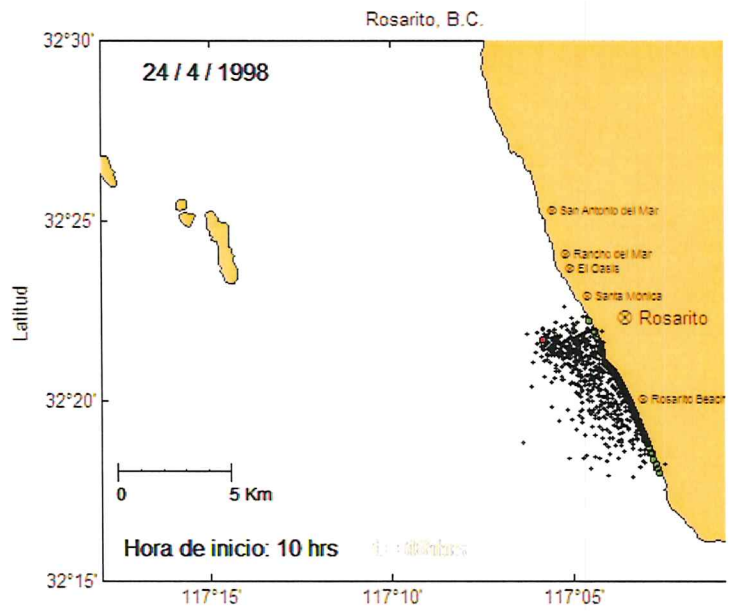 Rosarito, B.C.
32°30'
24 / 4 / 1998
32°25'
San Antonio del Mar
Rancho del Mar
El Oasis
Santa Mónica
Rosarito
Latitud
32°20'
Rosarito Beach
0 5 Km
Hora de inicio: 10 hrs
32°15'
117°15' 117°10' 117°05'